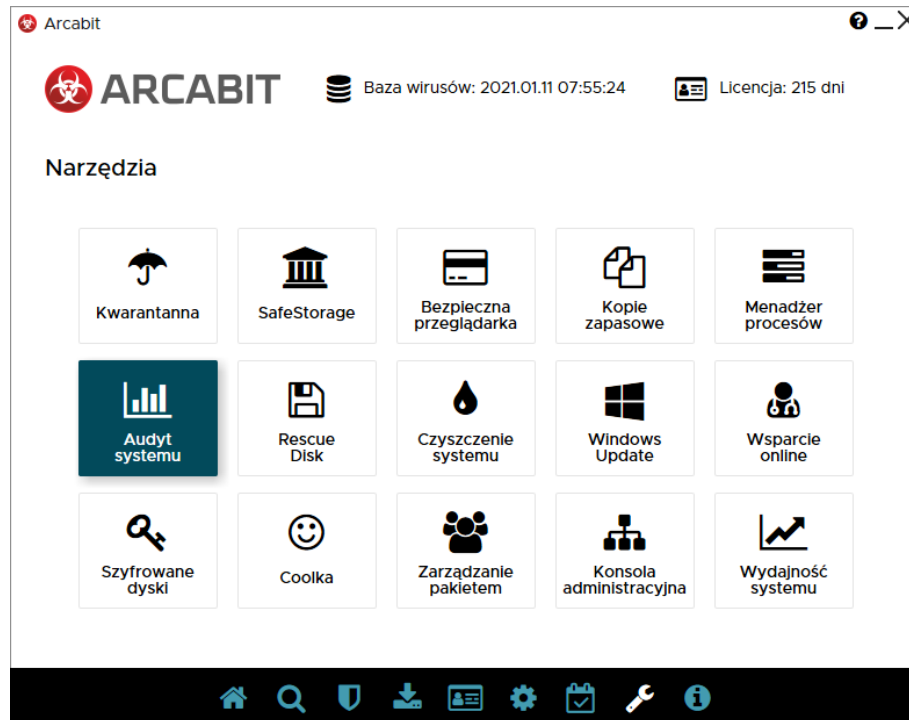 Arcabit
ARCABIT
Baza wirusów: 2021.01.11 07:55:24
Licencja: 215 dni
Narzędzia
Kwarantanna
SafeStorage
Bezpieczna
przeglądarka
Kopie
zapasowe
Menadżer
procesów
Audyt
systemu
Rescue
Disk
Czyszczenie
systemu
Windows
Update
Wsparcie
online
Szyfrowane
dyski
Coolka
Zarządzanie
pakietem
Konsola
administracyjna
Wydajność
systemu